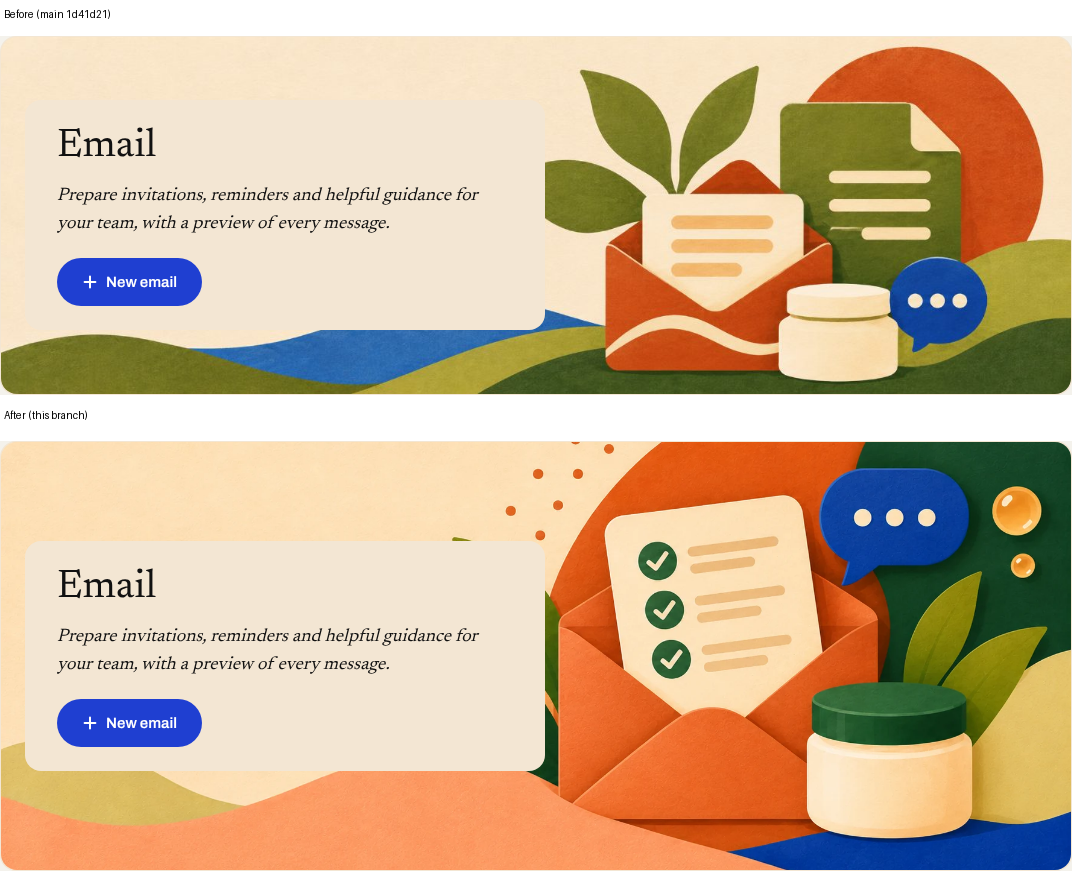 Before (main 1d41d21)
Email
Prepare invitations, reminders and helpful guidance for
your team, with a preview of every message.
+ New email
After (this branch)
Email
Prepare invitations, reminders and helpful guidance for
your team, with a preview of every message.
+ New email